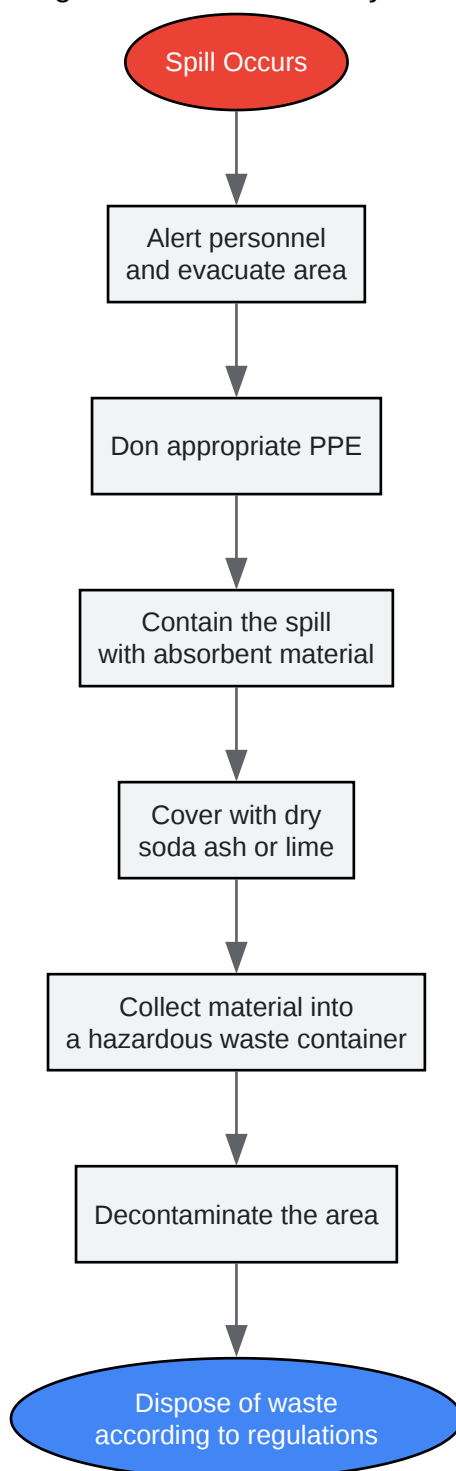 Spill Occurs
Alert personnel
and evacuate area
Don appropriate PPE
Contain the spill
with absorbent material
Cover with dry
soda ash or lime
Collect material into
a hazardous waste container
Decontaminate the area
Dispose of waste
according to regulations